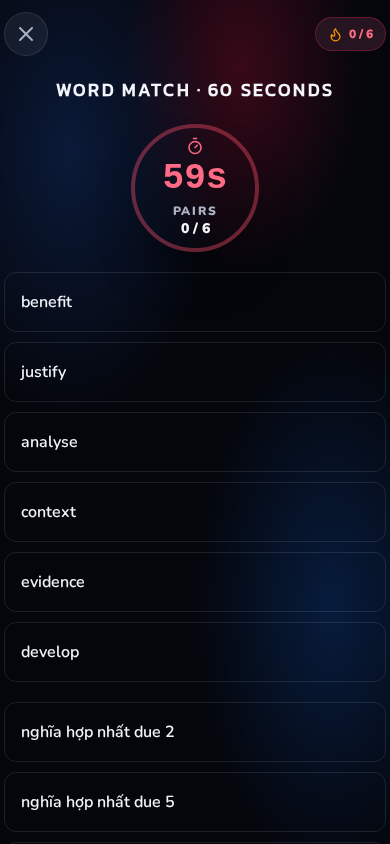 0 / 6
WORD MATCH · 60 SECONDS
59s
PAIRS
0 / 6
benefit
justify
analyse
context
evidence
develop
nghĩa hợp nhất due 2
nghĩa hợp nhất due 5